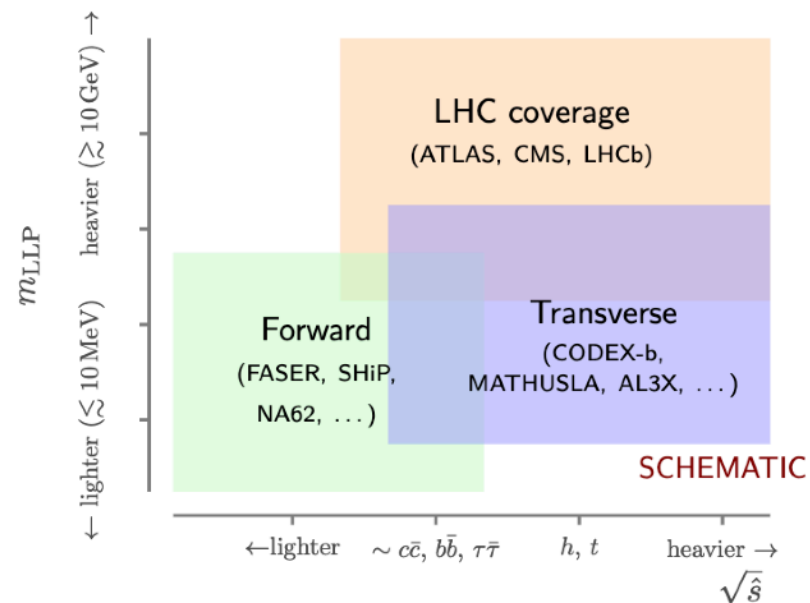 LHC coverage
(ATLAS, CMS, LHCb)
Forward
(FASER, SHiP,
NA62, ...)
Transverse
(CODEX-b,
MATHUSLA, AL3X, ...)
SCHEMATIC
m_LLP
← lighter (≲ 10 MeV)
heavier (≳ 10 GeV) →
←lighter
∼ cc̄, bb̄, ττ̄
h, t
heavier →
√ŝ